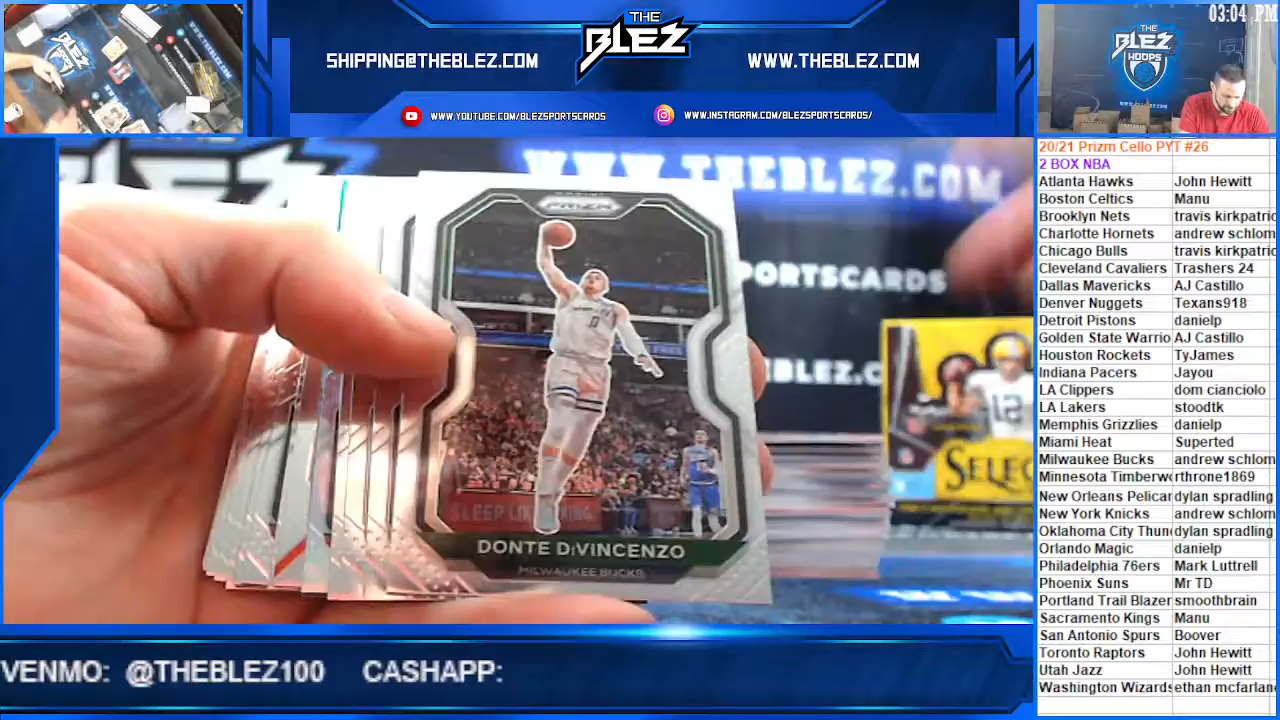 THE
BLEZ
SHIPPING@THEBLEZ.COM
WWW.THEBLEZ.COM
WWW.YOUTUBE.COM/BLEZSPORTSCARDS
WWW.INSTAGRAM.COM/BLEZSPORTSCARDS/
03:04 PM
THE
BLEZ
HOOPS
WWW.THEBLEZ.COM
PORTSCARDS
HEBLEZ.C
PRIZM
0
FREE
SLEEP LIK
DONTE DiVINCENZO
MILWAUKEE BUCKS
12
SELEC
20/21 Prizm Cello PYT #26
2 BOX NBA
Atlanta Hawks John Hewitt
Boston Celtics Manu
Brooklyn Nets travis kirkpatric
Charlotte Hornets andrew schlom
Chicago Bulls travis kirkpatric
Cleveland Cavaliers Trashers 24
Dallas Mavericks AJ Castillo
Denver Nuggets Texans918
Detroit Pistons danielp
Golden State Warrio AJ Castillo
Houston Rockets TyJames
Indiana Pacers Jayou
LA Clippers dom cianciolo
LA Lakers stoodtk
Memphis Grizzlies danielp
Miami Heat Superted
Milwaukee Bucks andrew schlom
Minnesota Timberwo rthrone1869
New Orleans Pelican dylan spradling
New York Knicks andrew schlom
Oklahoma City Thun dylan spradling
Orlando Magic danielp
Philadelphia 76ers Mark Luttrell
Phoenix Suns Mr TD
Portland Trail Blazer smoothbrain
Sacramento Kings Manu
San Antonio Spurs Boover
Toronto Raptors John Hewitt
Utah Jazz John Hewitt
Washington Wizards ethan mcfarlan
VENMO: @THEBLEZ100 CASHAPP: